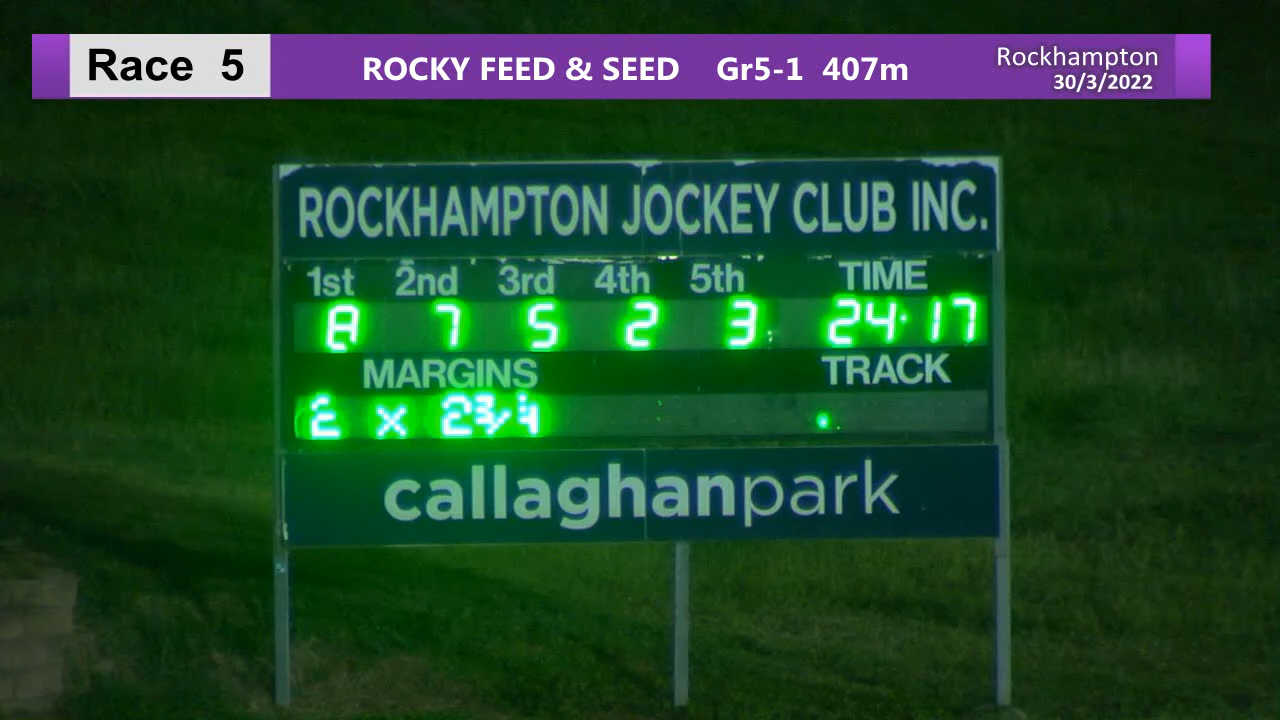 Race 5
ROCKY FEED & SEED Gr5-1 407m
Rockhampton
30/3/2022
ROCKHAMPTON JOCKEY CLUB INC.
1st 2nd 3rd 4th 5th TIME
8 7 5 2 3 24.17
MARGINS TRACK
2 x 2¾
callaghanpark